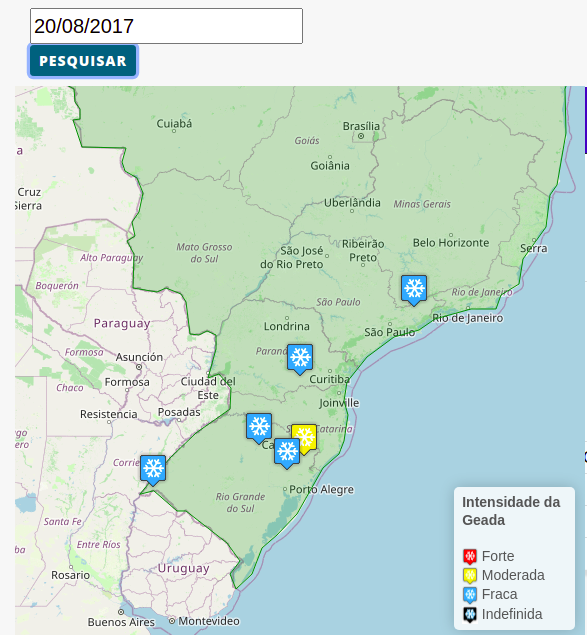 20/08/2017
PESQUISAR
Cuiabá
Brasília
Goiás
Goiânia
a
Cruz
Sierra
Uberlândia
Minas Gerais
Mato Grosso
do Sul
São José
do Rio Preto
Ribeirão
Preto
Belo Horizonte
Serra
Alto Paraguay
Boquerón
São Paulo
Rio de Janeiro
Paraguay
Londrina
São Paulo
Rio de Janeiro
Formosa
Asunción
Paraná
Chaco
Formosa
Ciudad del
Este
Curitiba
Joinville
Resistencia
Posadas
Corrie
Rio Grande
do Sul
Porto Alegre
Santa Fe
ba
Entre Ríos
Rosario
Uruguay
Buenos Aires
Montevideo
Intensidade da
Geada
Forte
Moderada
Fraca
Indefinida